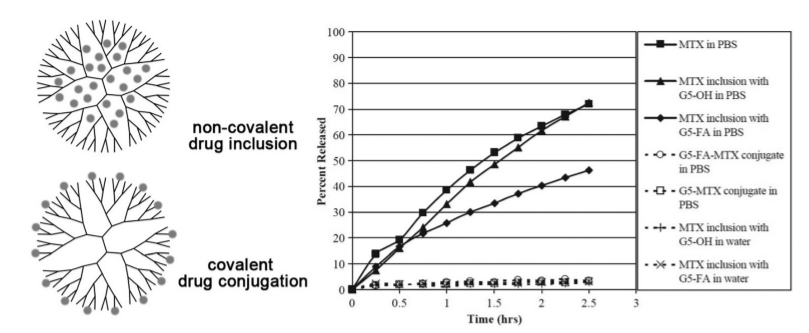 non-covalent
drug inclusion
covalent
drug conjugation
Percent Released
100
90
80
70
60
50
40
30
20
10
0
0
0.5
1
1.5
2
2.5
3
Time (hrs)
MTX in PBS
MTX inclusion with
G5-OH in PBS
MTX inclusion with
G5-FA in PBS
G5-FA-MTX conjugate
in PBS
G5-MTX conjugate in
PBS
MTX inclusion with
G5-OH in water
MTX inclusion with
G5-FA in water